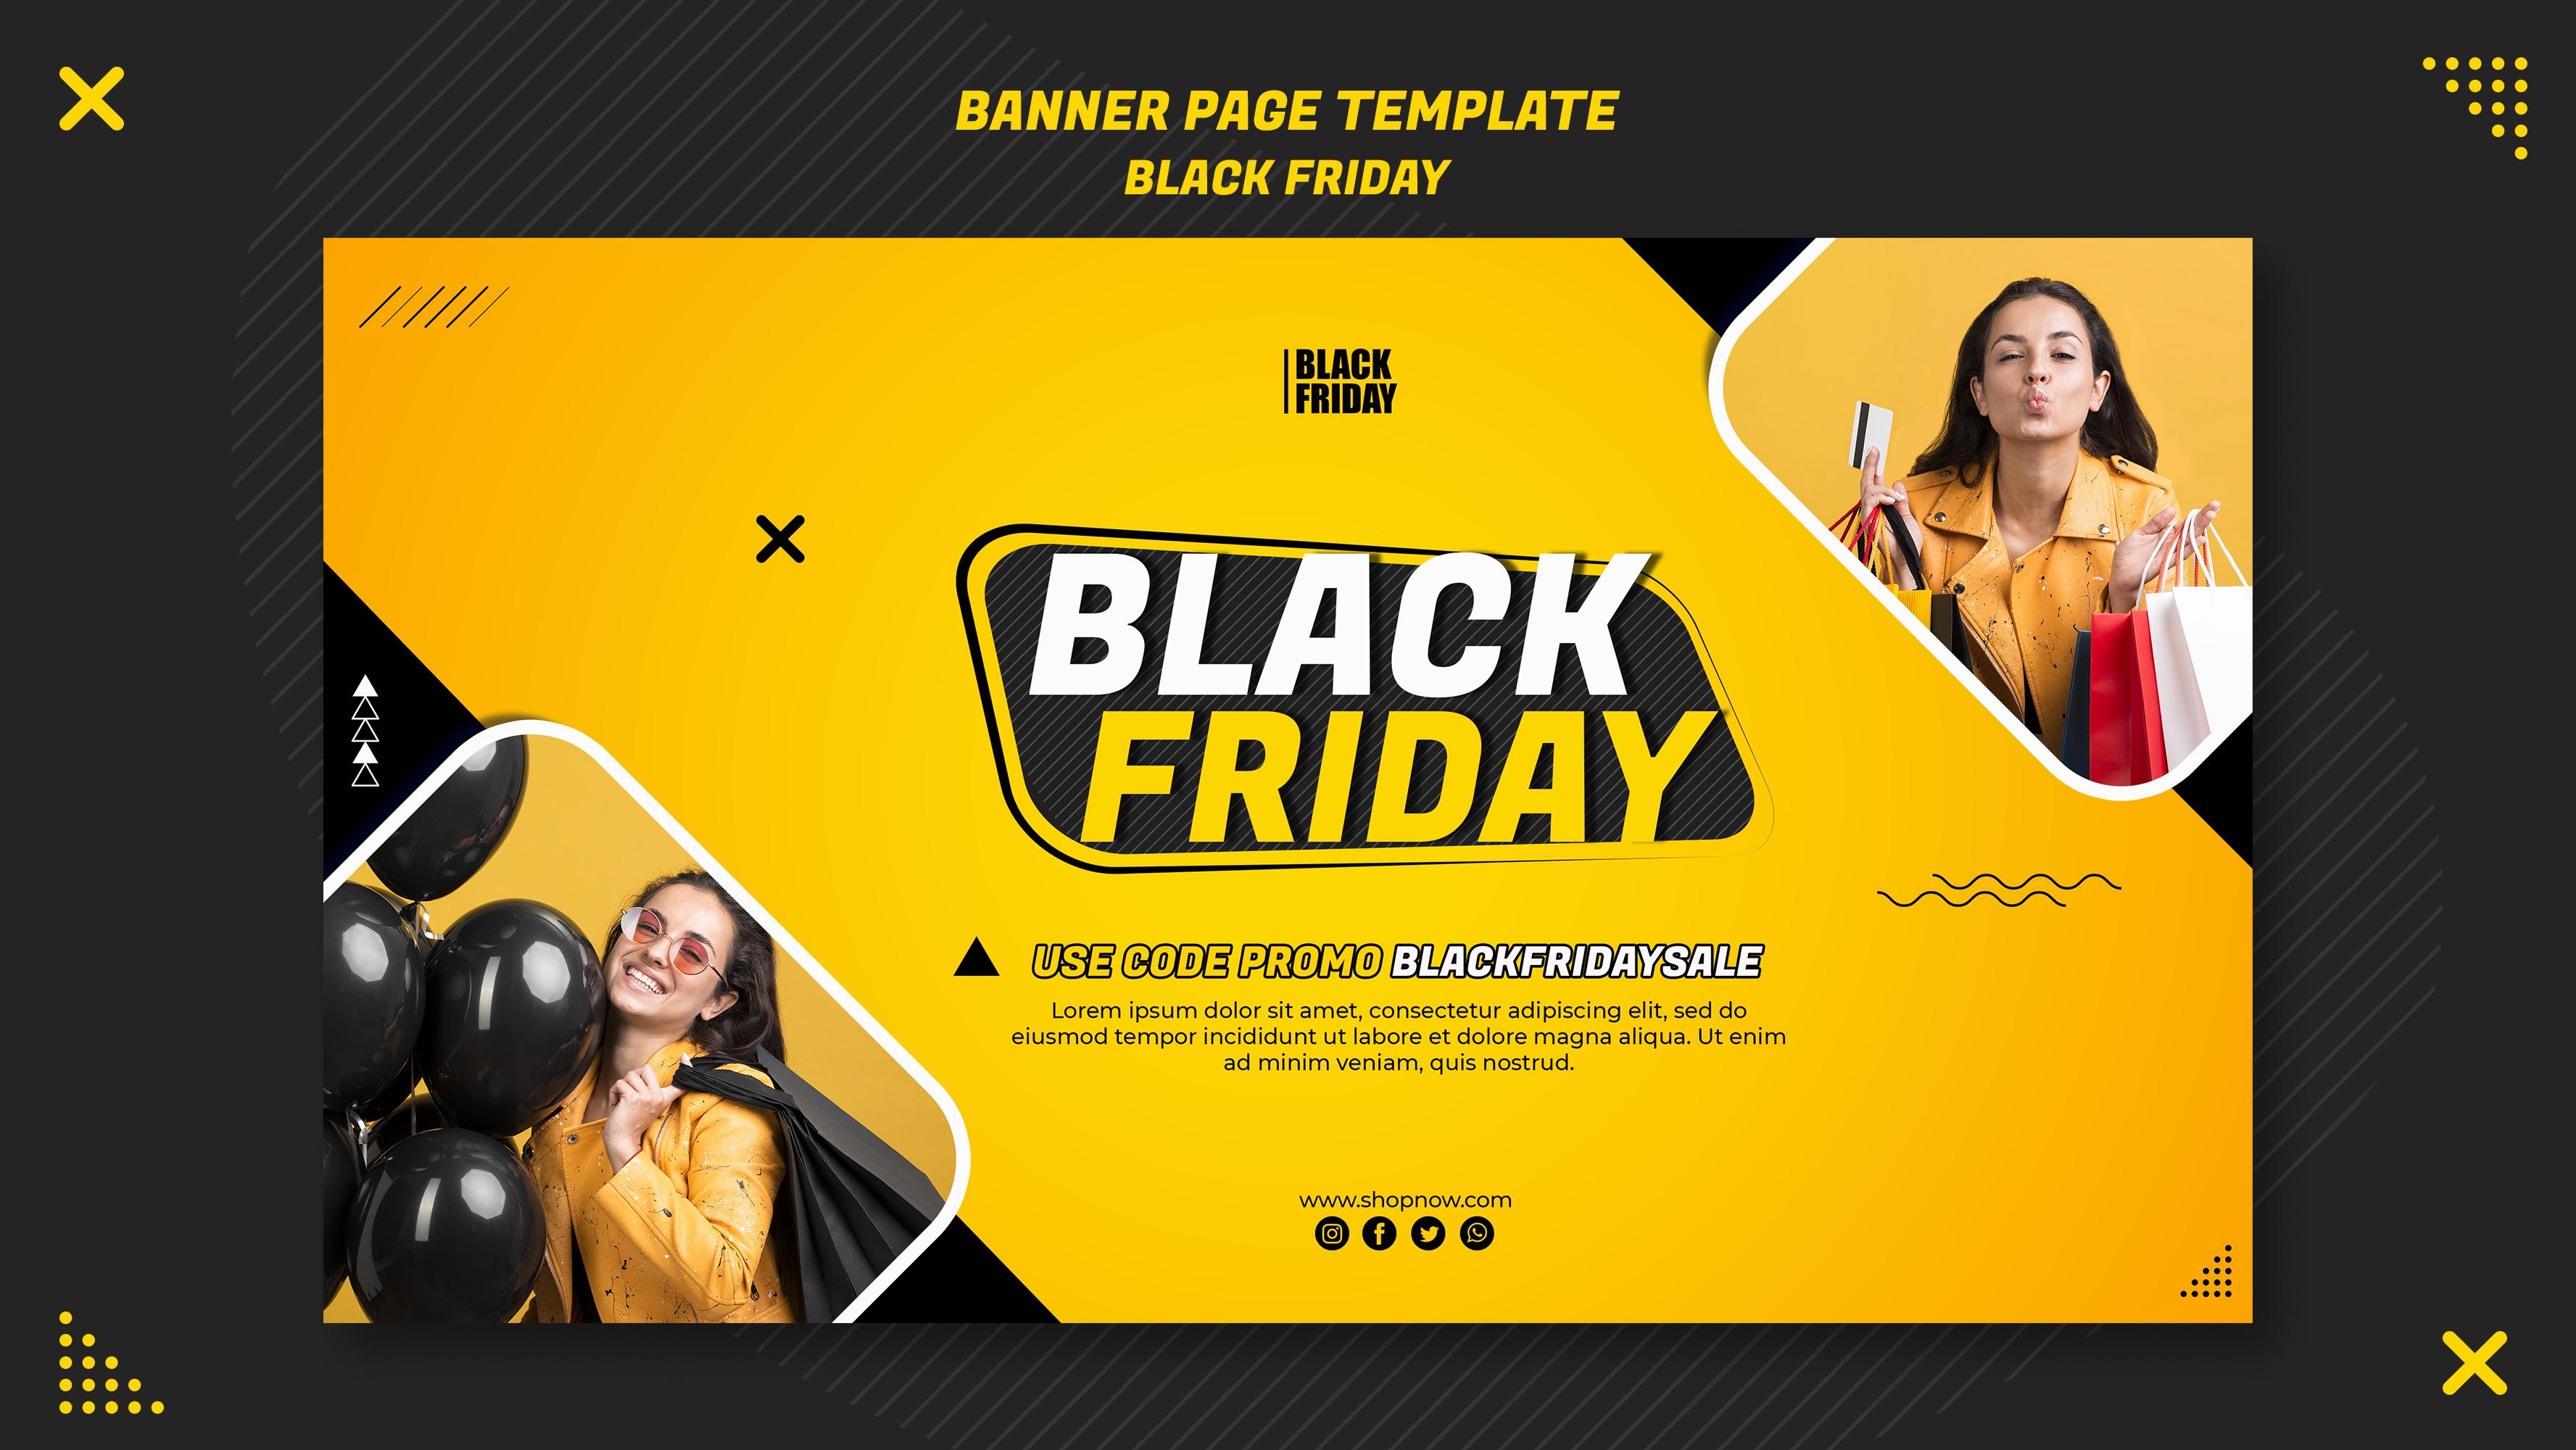 BANNER PAGE TEMPLATE
BLACK FRIDAY
BLACK
FRIDAY
BLACK
FRIDAY
USE CODE PROMO BLACKFRIDAYSALE
Lorem ipsum dolor sit amet, consectetur adipiscing elit, sed do
eiusmod tempor incididunt ut labore et dolore magna aliqua. Ut enim
ad minim veniam, quis nostrud.
www.shopnow.com